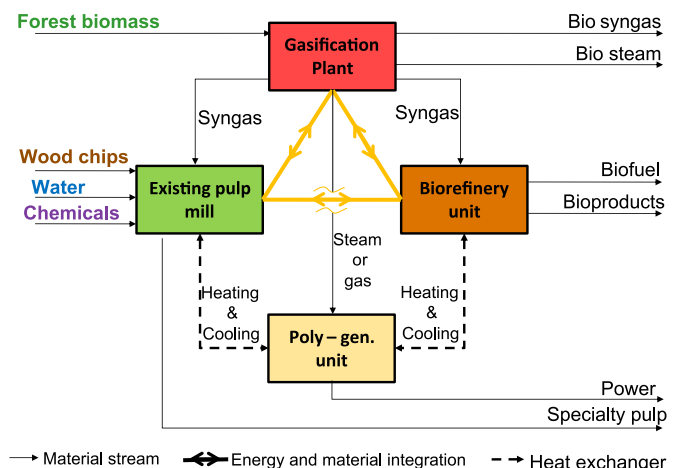 Forest biomass
Gasification
Plant
Bio syngas
Bio steam
Syngas
Syngas
Wood chips
Water
Chemicals
Existing pulp
mill
Biorefinery
unit
Biofuel
Bioproducts
Steam
or
gas
Heating
&
Cooling
Heating
&
Cooling
Poly – gen.
unit
Power
Specialty pulp
Material stream
Energy and material integration
Heat exchanger